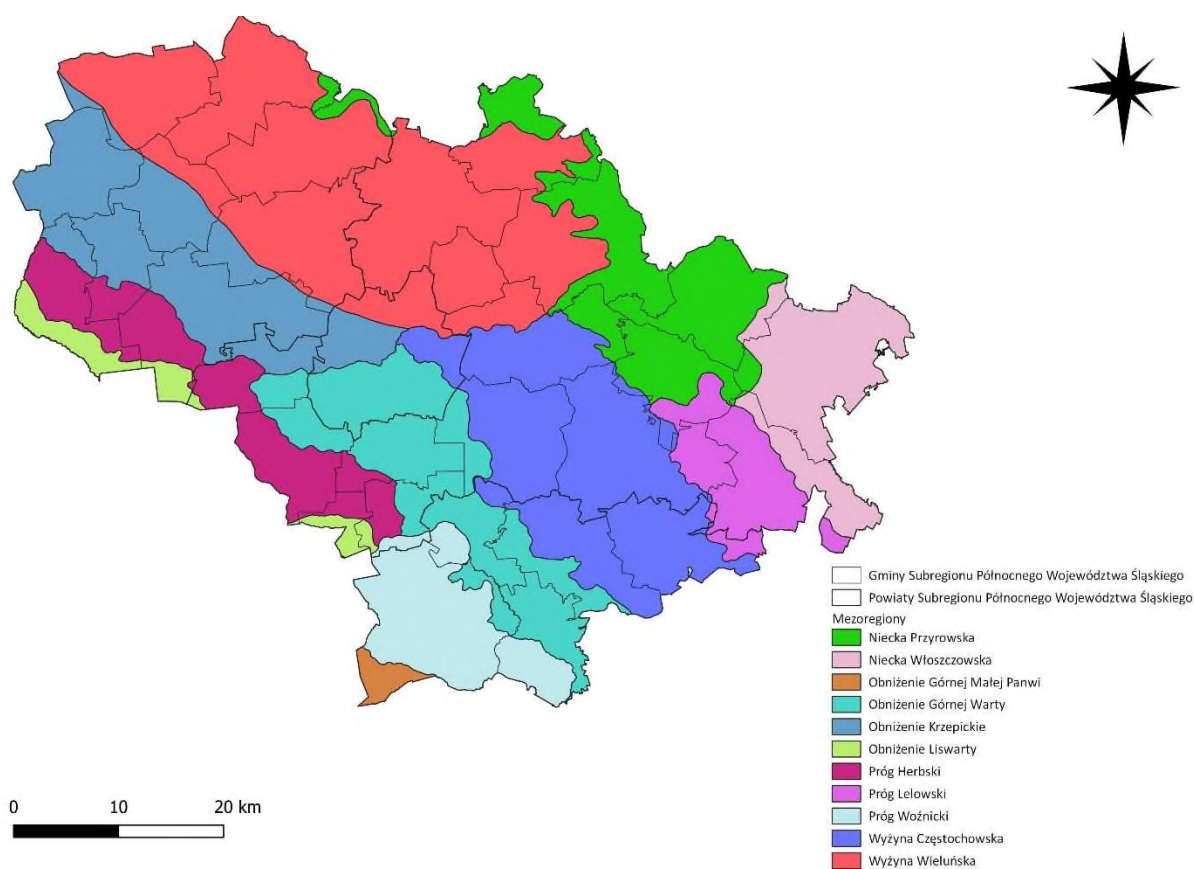 Gminy Subregionu Północnego Województwa Śląskiego
Powiaty Subregionu Północnego Województwa Śląskiego
Mezoregiony
Niecka Przyrowska
Niecka Włoszczowska
Obniżenie Górnej Małej Panwi
Obniżenie Górnej Warty
Obniżenie Krzepickie
Obniżenie Liswarty
Próg Herbski
Próg Lelowski
Próg Woźnicki
Wyżyna Częstochowska
Wyżyna Wieluńska
0 10 20 km